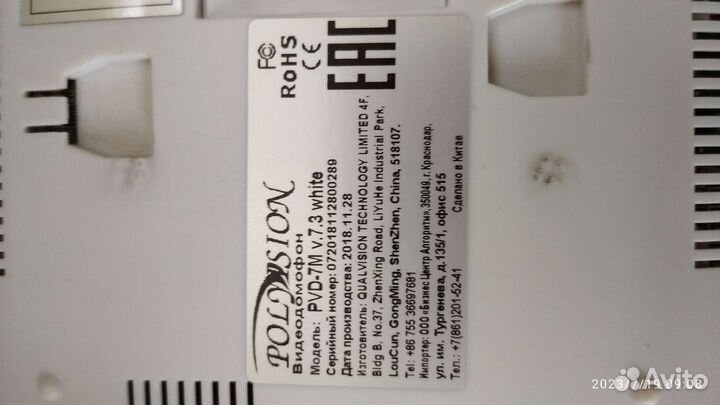 POLYVISION
Видеодомофон
Модель: PVD-7M v.7.3 white
Серийный номер: 072018112800289
Дата производства: 2018.11.28
Изготовитель: QUALVISION TECHNOLOGY LIMITED 4F,
Bldg B, No.37, ZhenXing Road, LiYuHe Industrial Park,
LouCun, GongMing, ShenZhen, China, 518107.
Tel: +86 755 36697681
Импортер: ООО «Бизнес Центр Алгоритм»,350049, г. Краснодар,
ул. им. Тургенева, д.135/1, офис 515
Тел.: +7(861)201-52-41
Сделано в Китае
FC
RoHS
CE
EAC
2023/7/19 09:08
Avito